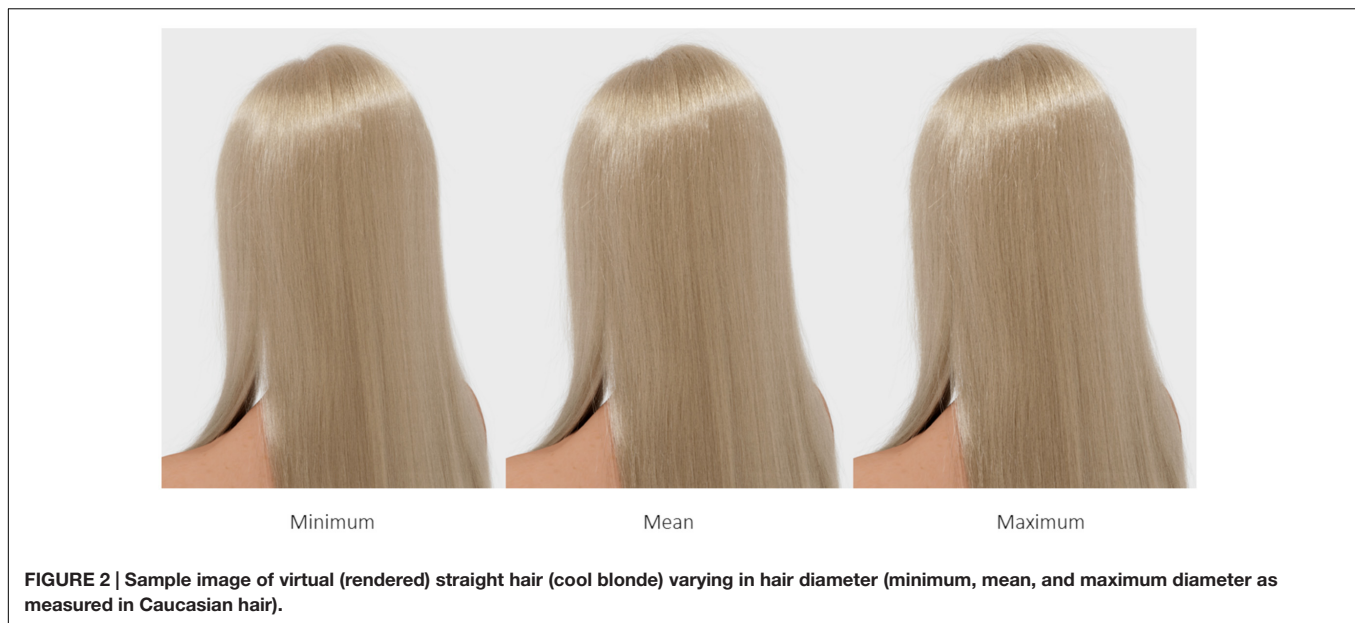 Minimum
Mean
Maximum
FIGURE 2 | Sample image of virtual (rendered) straight hair (cool blonde) varying in hair diameter (minimum, mean, and maximum diameter as
measured in Caucasian hair).